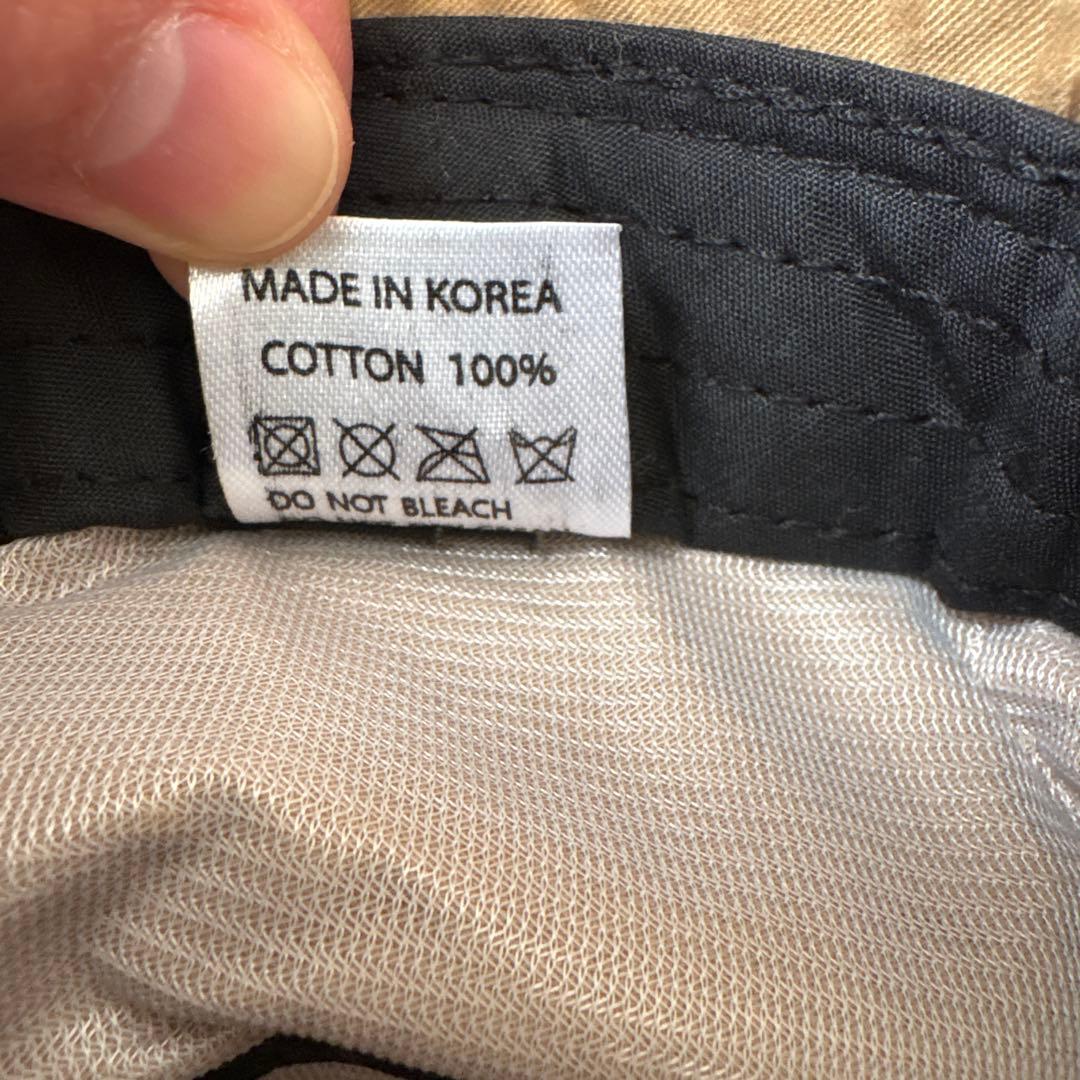 MADE IN KOREA
COTTON 100%
DO NOT BLEACH